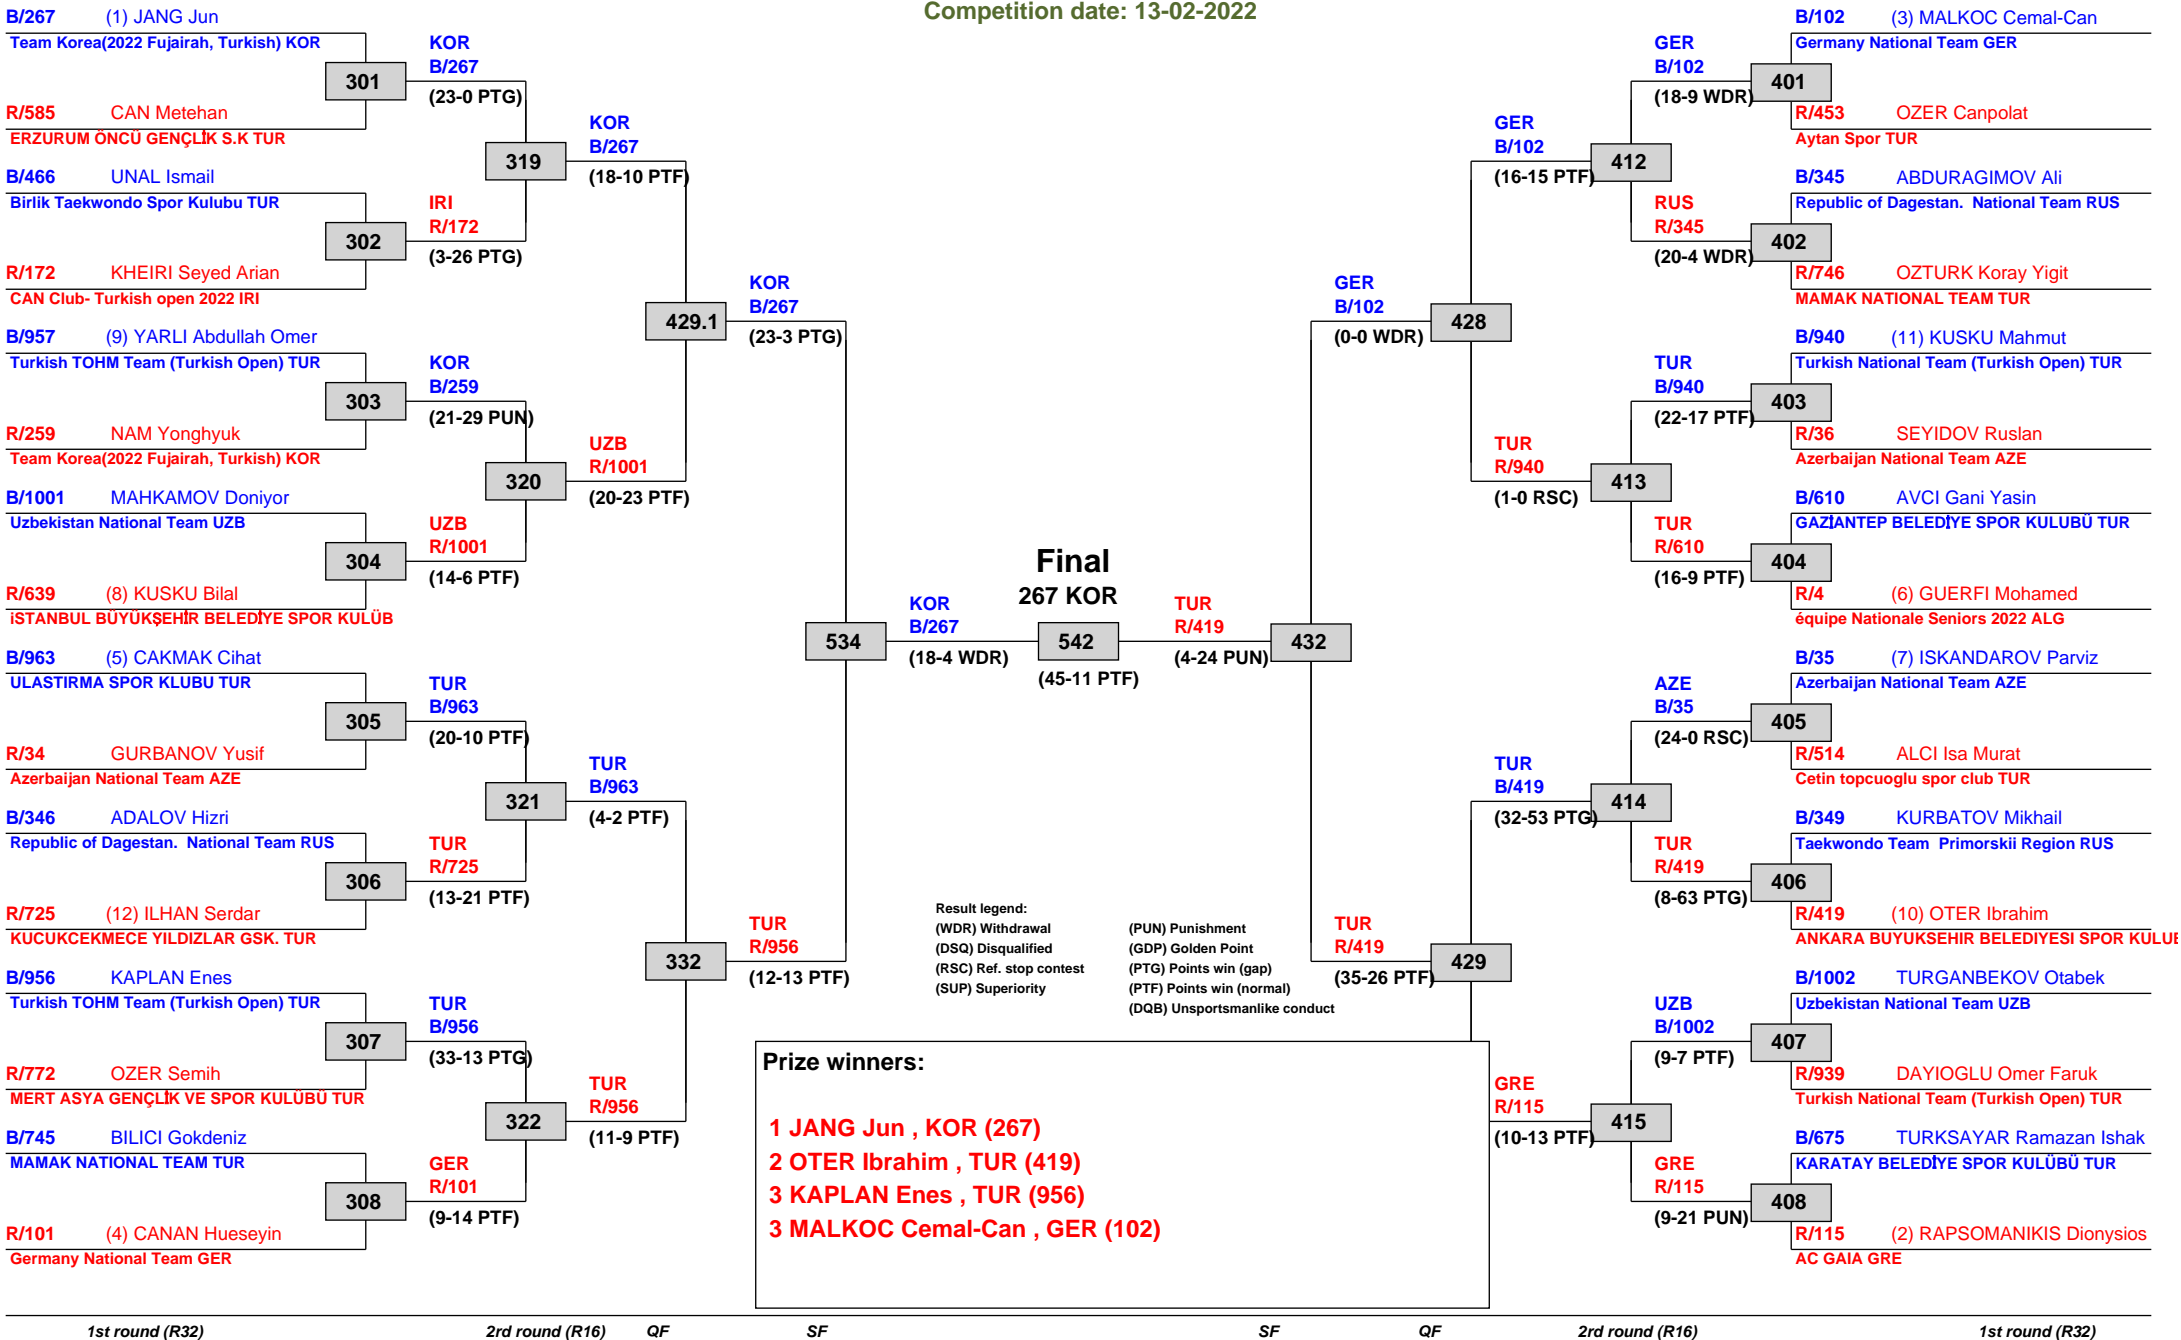 Competition date: 13-02-2022
B/267 (1) JANG Jun
Team Korea(2022 Fujairah, Turkish) KOR
301
R/585 CAN Metehan
ERZURUM ÖNCÜ GENÇLİK S.K TUR
B/466 UNAL Ismail
Birlik Taekwondo Spor Kulubu TUR
302
R/172 KHEIRI Seyed Arian
CAN Club- Turkish open 2022 IRI
B/957 (9) YARLI Abdullah Omer
Turkish TOHM Team (Turkish Open) TUR
303
R/259 NAM Yonghyuk
Team Korea(2022 Fujairah, Turkish) KOR
B/1001 MAHKAMOV Doniyor
Uzbekistan National Team UZB
304
R/639 (8) KUSKU Bilal
iSTANBUL BÜYÜKŞEHİR BELEDİYE SPOR KULÜB
B/963 (5) CAKMAK Cihat
ULASTIRMA SPOR KLUBU TUR
305
R/34 GURBANOV Yusif
Azerbaijan National Team AZE
B/346 ADALOV Hizri
Republic of Dagestan. National Team RUS
306
R/725 (12) ILHAN Serdar
KUCUKCEKMECE YILDIZLAR GSK. TUR
B/956 KAPLAN Enes
Turkish TOHM Team (Turkish Open) TUR
307
R/772 OZER Semih
MERT ASYA GENÇLİK VE SPOR KULÜBÜ TUR
B/745 BILICI Gokdeniz
MAMAK NATIONAL TEAM TUR
308
R/101 (4) CANAN Hueseyin
Germany National Team GER
KOR
B/267
(23-0 PTG)
319
IRI
R/172
(3-26 PTG)
KOR
B/259
(21-29 PUN)
320
UZB
R/1001
(14-6 PTF)
TUR
B/963
(20-10 PTF)
321
TUR
R/725
(13-21 PTF)
TUR
B/956
(33-13 PTG)
322
GER
R/101
(9-14 PTF)
KOR
B/267
(18-10 PTF)
429.1
UZB
R/1001
(20-23 PTF)
TUR
B/963
(4-2 PTF)
332
TUR
R/956
(11-9 PTF)
KOR
B/267
(23-3 PTG)
534
TUR
R/956
(12-13 PTF)
KOR
B/267
(18-4 WDR)
Final
267 KOR
542
(45-11 PTF)
TUR
R/419
(4-24 PUN)
GER
B/102
(0-0 WDR)
432
TUR
R/419
(35-26 PTF)
GER
B/102
(16-15 PTF)
428
TUR
R/940
(1-0 RSC)
TUR
B/419
(32-53 PTG)
429
GRE
R/115
(10-13 PTF)
GER
B/102
(18-9 WDR)
412
RUS
R/345
(20-4 WDR)
TUR
B/940
(22-17 PTF)
413
TUR
R/610
(16-9 PTF)
AZE
B/35
(24-0 RSC)
414
TUR
R/419
(8-63 PTG)
UZB
B/1002
(9-7 PTF)
415
GRE
R/115
(9-21 PUN)
B/102 (3) MALKOC Cemal-Can
Germany National Team GER
401
R/453 OZER Canpolat
Aytan Spor TUR
B/345 ABDURAGIMOV Ali
Republic of Dagestan. National Team RUS
402
R/746 OZTURK Koray Yigit
MAMAK NATIONAL TEAM TUR
B/940 (11) KUSKU Mahmut
Turkish National Team (Turkish Open) TUR
403
R/36 SEYIDOV Ruslan
Azerbaijan National Team AZE
B/610 AVCI Gani Yasin
GAZİANTEP BELEDİYE SPOR KULUBÜ TUR
404
R/4 (6) GUERFI Mohamed
équipe Nationale Seniors 2022 ALG
B/35 (7) ISKANDAROV Parviz
Azerbaijan National Team AZE
405
R/514 ALCI Isa Murat
Cetin topcuoglu spor club TUR
B/349 KURBATOV Mikhail
Taekwondo Team Primorskii Region RUS
406
R/419 (10) OTER Ibrahim
ANKARA BUYUKSEHIR BELEDIYESI SPOR KULUE
B/1002 TURGANBEKOV Otabek
Uzbekistan National Team UZB
407
R/939 DAYIOGLU Omer Faruk
Turkish National Team (Turkish Open) TUR
B/675 TURKSAYAR Ramazan Ishak
KARATAY BELEDİYE SPOR KULÜBÜ TUR
408
R/115 (2) RAPSOMANIKIS Dionysios
AC GAIA GRE
Result legend:
(WDR) Withdrawal (PUN) Punishment
(DSQ) Disqualified (GDP) Golden Point
(RSC) Ref. stop contest (PTG) Points win (gap)
(SUP) Superiority (PTF) Points win (normal)
(DQB) Unsportsmanlike conduct
Prize winners:
1 JANG Jun , KOR (267)
2 OTER Ibrahim , TUR (419)
3 KAPLAN Enes , TUR (956)
3 MALKOC Cemal-Can , GER (102)
1st round (R32) 2rd round (R16) QF SF SF QF 2rd round (R16) 1st round (R32)